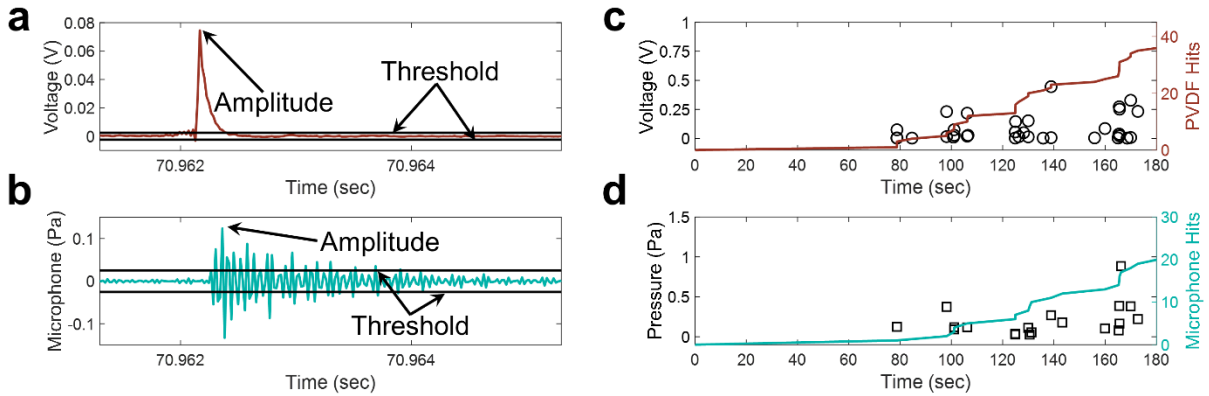 a
0.08
0.06
0.04
0.02
0
Voltage (V)
Amplitude
Threshold
70.962
70.964
Time (sec)
b
0.1
0
-0.1
Microphone (Pa)
Amplitude
Threshold
70.962
70.964
Time (sec)
c
1
0.75
0.5
0.25
0
Voltage (V)
40
20
0
PVDF Hits
0 20 40 60 80 100 120 140 160 180
Time (sec)
d
1.5
1
0.5
0
Pressure (Pa)
30
20
10
0
Microphone Hits
0 20 40 60 80 100 120 140 160 180
Time (sec)